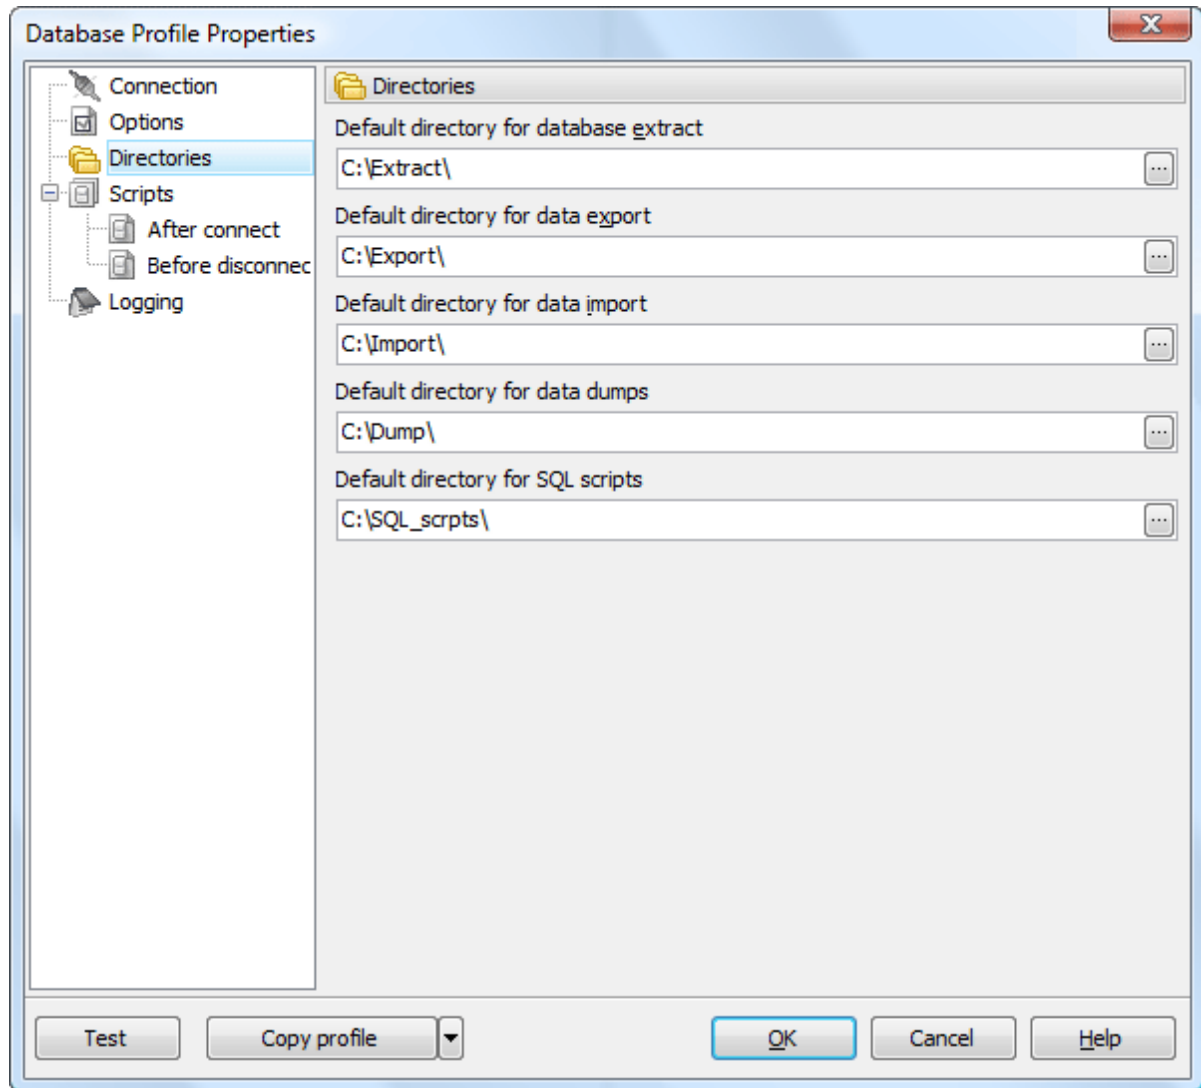 Database Profile Properties
Connection
Options
Directories
Scripts
After connect
Before disconnec
Logging
Directories
Default directory for database extract
C:\Extract\
...
Default directory for data export
C:\Export\
...
Default directory for data import
C:\Import\
...
Default directory for data dumps
C:\Dump\
...
Default directory for SQL scripts
C:\SQL_scrpts\
...
Test
Copy profile
OK
Cancel
Help